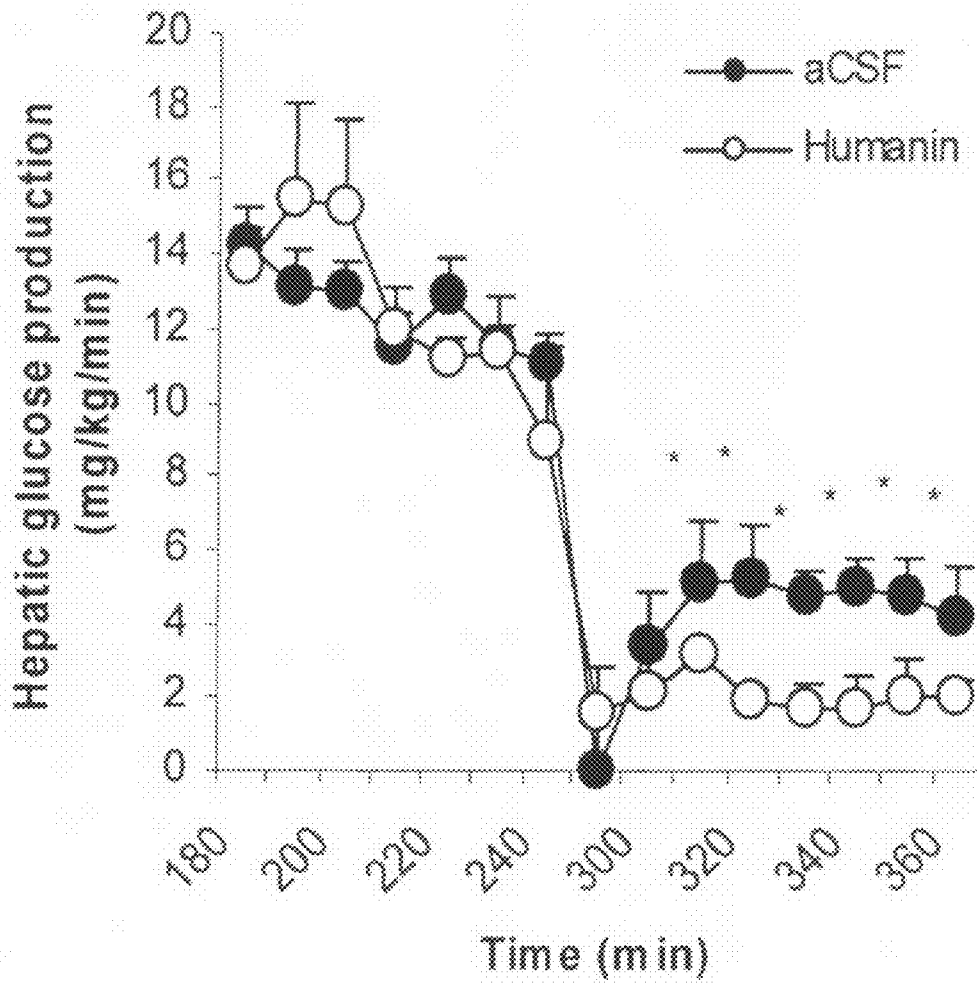 Hepatic glucose production
(mg/kg/min)
20
18
16
14
12
10
8
6
4
2
0
aCSF
Humanin
* * * * * *
180 200 220 240 300 320 340 360
Time (min)